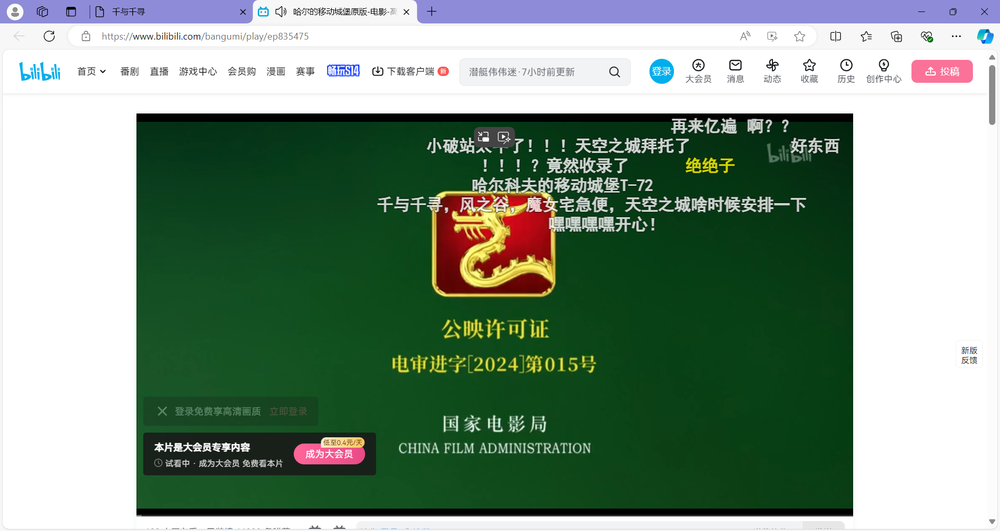 千与千寻
哈尔的移动城堡原版-电影-高
https://www.bilibili.com/bangumi/play/ep835475
bilibili
首页
番剧
直播
游戏中心
会员购
漫画
赛事
畅玩S14
下载客户端
新
潜艇伟伟迷·7小时前更新
登录
大会员
消息
动态
收藏
历史
创作中心
投稿
再来亿遍 啊？？
小破站太牛了！！！天空之城拜托了
bilibili
好东西
！！！？竟然收录了
绝绝子
哈尔科夫的移动城堡T-72
千与千寻，风之谷，魔女宅急便，天空之城啥时候安排一下
嘿嘿嘿嘿开心！
公映许可证
电审进字[2024]第015号
国家电影局
CHINA FILM ADMINISTRATION
登录免费享高清画质 立即登录
本片是大会员专享内容
试看中 · 成为大会员 免费看本片
低至0.4元/天
成为大会员
新版
反馈